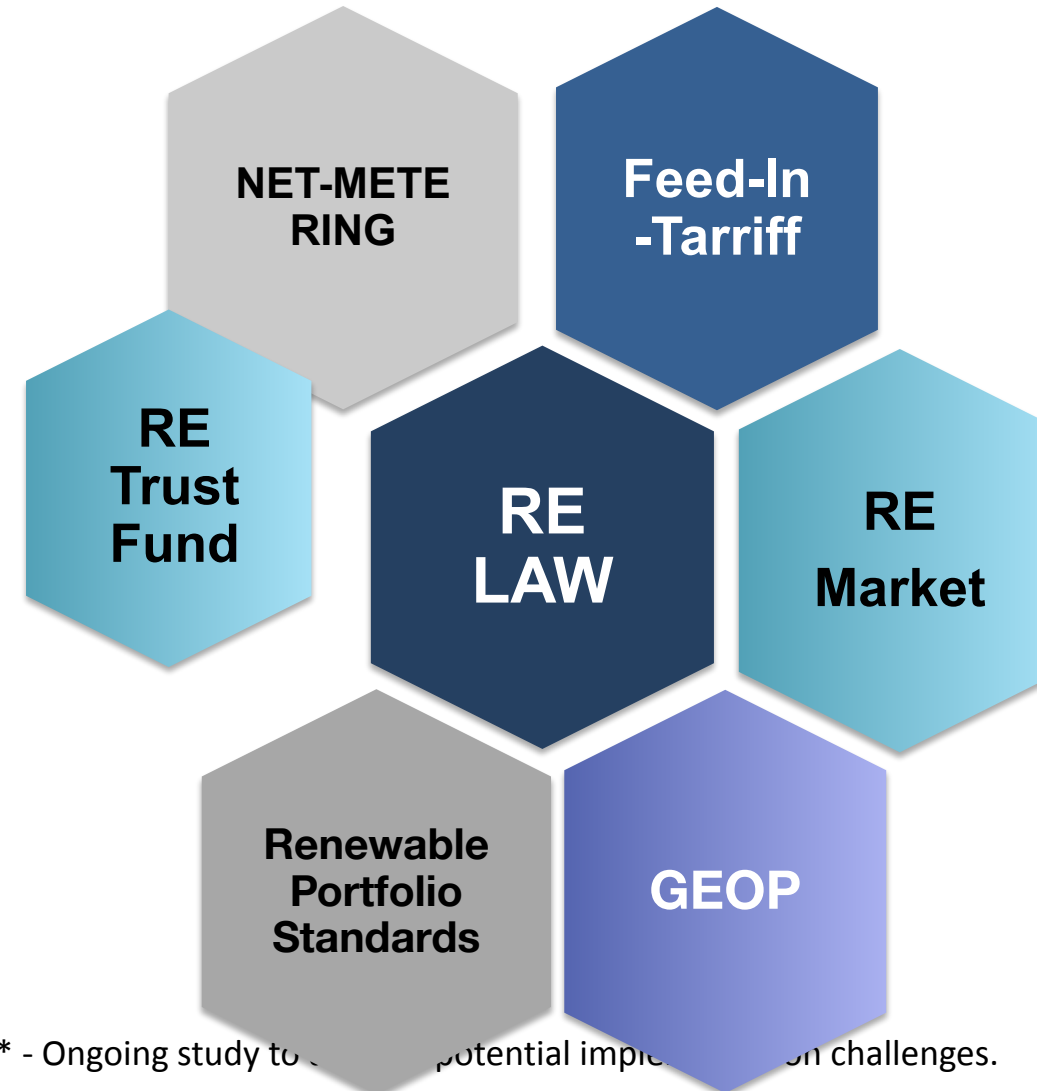 NET-METE
RING
Feed-In
-Tarriff
RE
Trust
Fund
RE
LAW
RE
Market
Renewable
Portfolio
Standards
GEOP
* - Ongoing study to potential challenges.